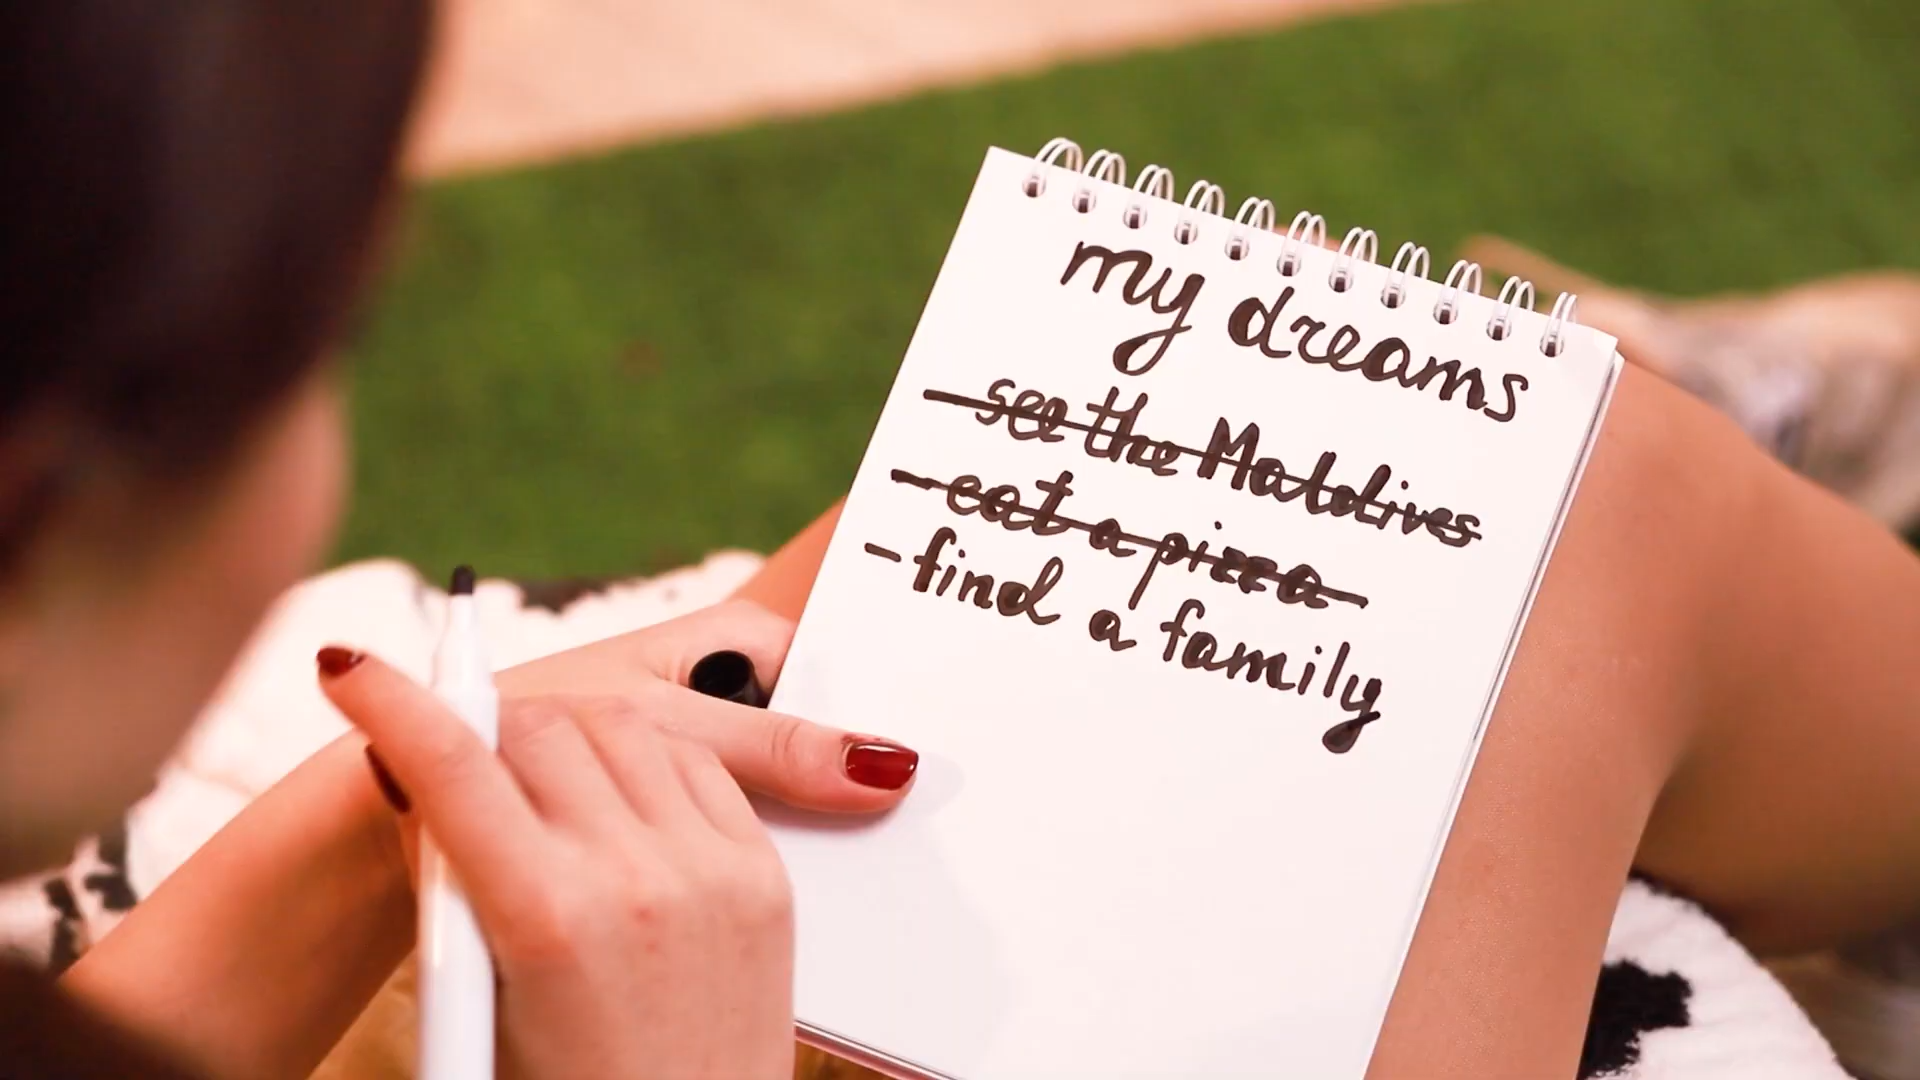 my dreams
- see the Maldives
- eat a pizza
- find a family